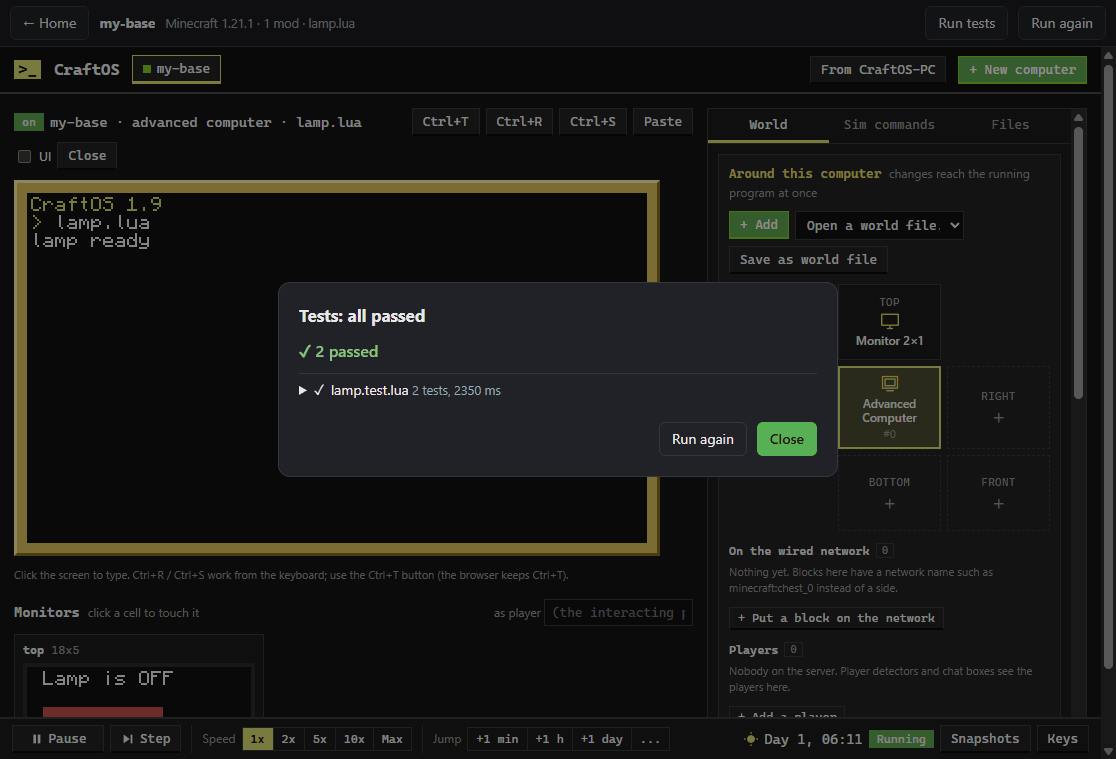 ← Home my-base Minecraft 1.21.1 · 1 mod · lamp.lua Run tests Run again
>_ CraftOS my-base From CraftOS-PC + New computer
on my-base · advanced computer · lamp.lua Ctrl+T Ctrl+R Ctrl+S Paste
UI Close
CraftOS 1.9
> lamp.lua
lamp ready
World Sim commands Files
Around this computer changes reach the running
program at once
+ Add Open a world file.
Save as world file
Tests: all passed
✓ 2 passed
▶ ✓ lamp.test.lua 2 tests, 2350 ms
Run again Close
TOP
Monitor 2×1
Advanced
Computer
#0
RIGHT
+
BOTTOM
+
FRONT
+
On the wired network 0
Nothing yet. Blocks here have a network name such as
minecraft:chest_0 instead of a side.
+ Put a block on the network
Players 0
Nobody on the server. Player detectors and chat boxes see the
players here.
+ Add a player
Click the screen to type. Ctrl+R / Ctrl+S work from the keyboard; use the Ctrl+T button (the browser keeps Ctrl+T).
Monitors click a cell to touch it as player (the interacting p
top 18x5
Lamp is OFF
Pause Step Speed 1x 2x 5x 10x Max Jump +1 min +1 h +1 day ... Day 1, 06:11 Running Snapshots Keys